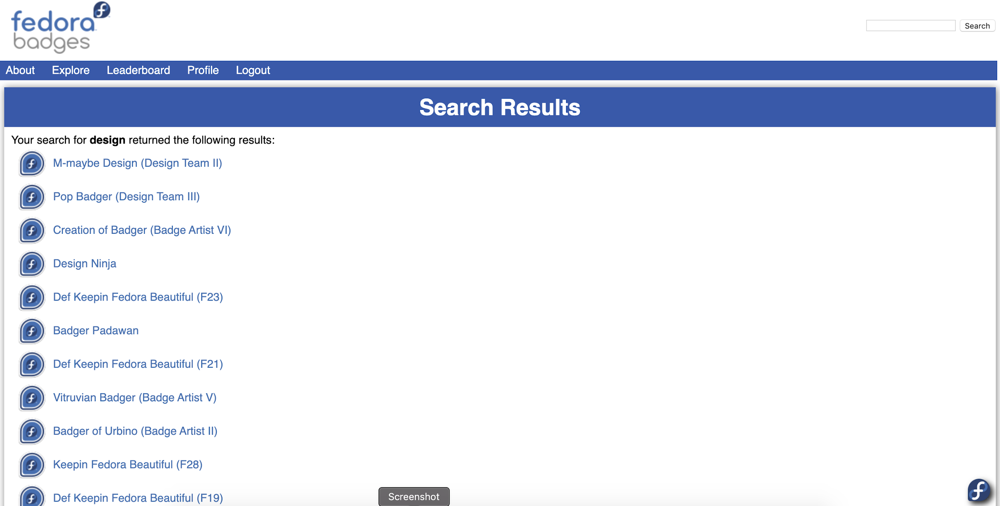 fedora
badges
Search
About Explore Leaderboard Profile Logout
Search Results
Your search for design returned the following results:
M-maybe Design (Design Team II)
Pop Badger (Design Team III)
Creation of Badger (Badge Artist VI)
Design Ninja
Def Keepin Fedora Beautiful (F23)
Badger Padawan
Def Keepin Fedora Beautiful (F21)
Vitruvian Badger (Badge Artist V)
Badger of Urbino (Badge Artist II)
Keepin Fedora Beautiful (F28)
Def Keepin Fedora Beautiful (F19)
Screenshot